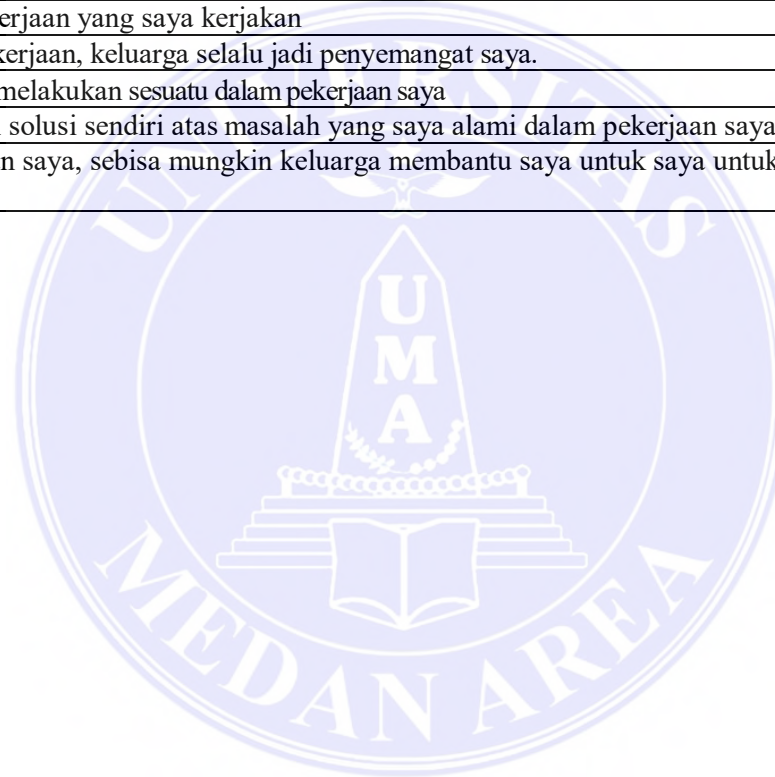 erjaan yang saya kerjakan
kerjaan, keluarga selalu jadi penyemangat saya.
melakukan sesuatu dalam pekerjaan saya
solusi sendiri atas masalah yang saya alami dalam pekerjaan saya
n saya, sebisa mungkin keluarga membantu saya untuk saya untuk
UNIVERSITAS
U
M
A
MEDAN AREA